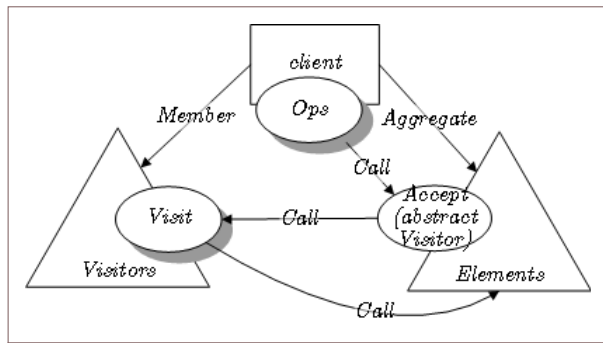 client
Ops
Member
Aggregate
Call
Accept
(abstract
Visitor)
Visit
Call
Visitors
Elements
Call